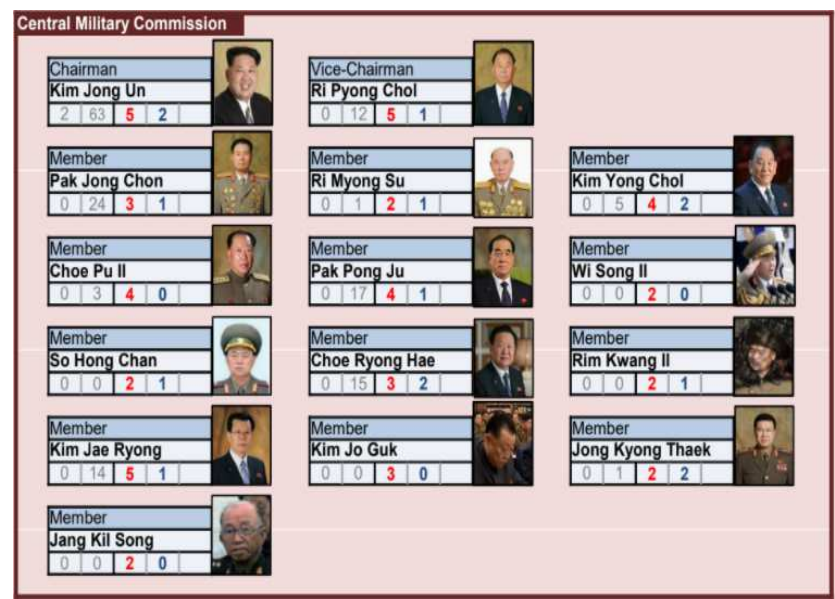 Central Military Commission
Chairman
Kim Jong Un
2 63 5 2
Vice-Chairman
Ri Pyong Chol
0 12 5 1
Member
Pak Jong Chon
0 24 3 1
Member
Ri Myong Su
0 1 2 1
Member
Kim Yong Chol
0 5 4 2
Member
Choe Pu Il
0 3 4 0
Member
Pak Pong Ju
0 17 4 1
Member
Wi Song Il
0 0 2 0
Member
So Hong Chan
0 0 2 1
Member
Choe Ryong Hae
0 15 3 2
Member
Rim Kwang Il
0 0 2 1
Member
Kim Jae Ryong
0 14 5 1
Member
Kim Jo Guk
0 0 3 0
Member
Jong Kyong Thaek
0 1 2 2
Member
Jang Kil Song
0 0 2 0